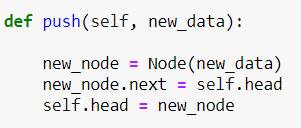 def push(self, new_data):
new_node = Node(new_data)
new_node.next = self.head
self.head = new_node